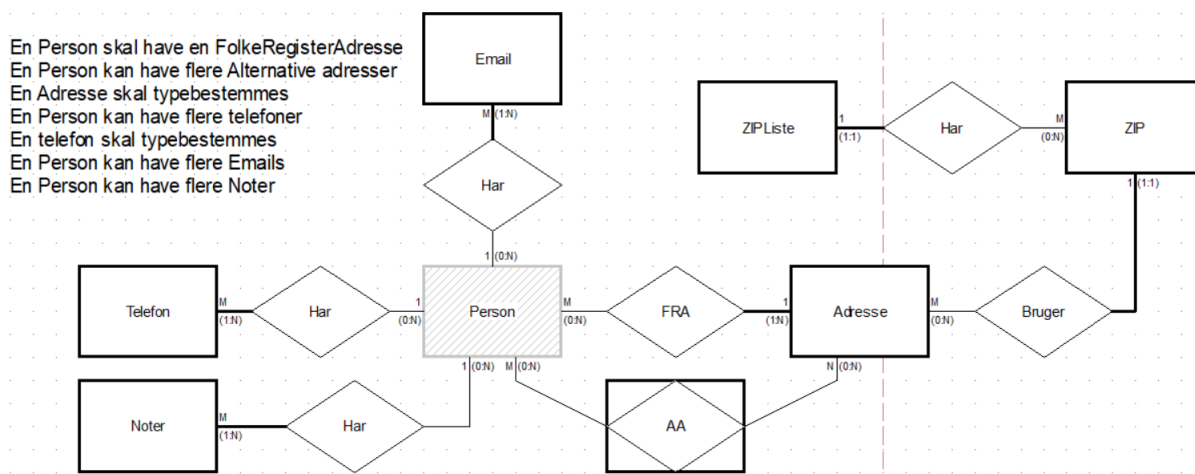 En Person skal have en FolkeRegisterAdresse
En Person kan have flere Alternative adresser
En Adresse skal typebestemmes
En Person kan have flere telefoner
En telefon skal typebestemmes
En Person kan have flere Emails
En Person kan have flere Noter
Email
M (1:N)
Har
1 (0:N)
ZIPListe
1
(1:1)
Har
M
(0:N)
ZIP
1 (1:1)
Telefon
M
(1:N)
Har
1
(0:N)
Person
M
(0:N)
FRA
1
(1:N)
Adresse
M
(0:N)
Bruger
1 (0:N)
M (0:N)
N (0:N)
Noter
M
(1:N)
Har
AA